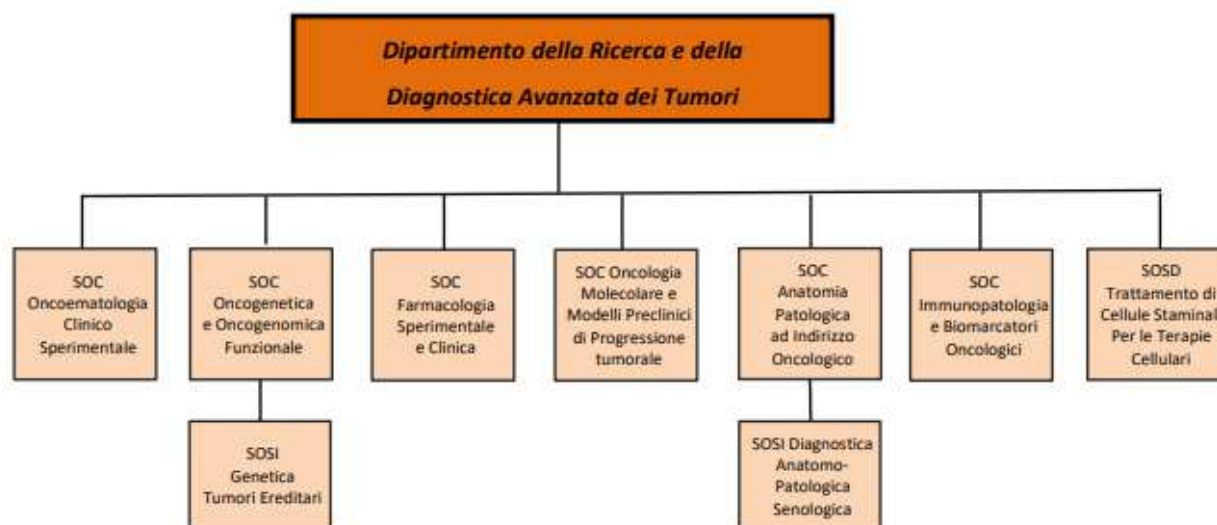 Dipartimento della Ricerca e della
Diagnostica Avanzata dei Tumori
SOC
Oncoematologia
Clinico
Sperimentale
SOC
Oncogenetica
e Oncogenomica
Funzionale
SOC
Farmacologia
Sperimentale
e Clinica
SOC Oncologia
Molecolare e
Modelli Preclinici
di Progressione
tumorale
SOC
Anatomia
Patologica
ad Indirizzo
Oncologico
SOC
Immunopatologia
e Biomarcatori
Oncologici
SOSD
Trattamento di
Cellule Staminal
Per le Terapie
Cellulari
SOSI
Genetica
Tumori Ereditari
SOSI Diagnostica
Anatomo-
Patologica
Senologica